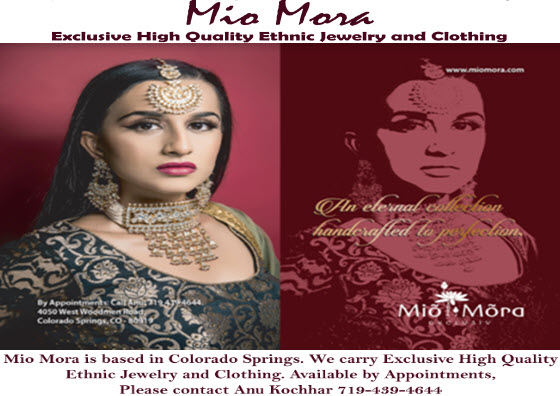 Mio Mora
Exclusive High Quality Ethnic Jewelry and Clothing
www.miomora.com
An eternal collection
handcrafted to perfection.
By Appointments: Call Anu 719.439.4644
4050 West Woodmen Road,
Colorado Springs, CO - 80919
Mio Mora
Mio Mora is based in Colorado Springs. We carry Exclusive High Quality
Ethnic Jewelry and Clothing. Available by Appointments,
Please contact Anu Kochhar 719-439-4644